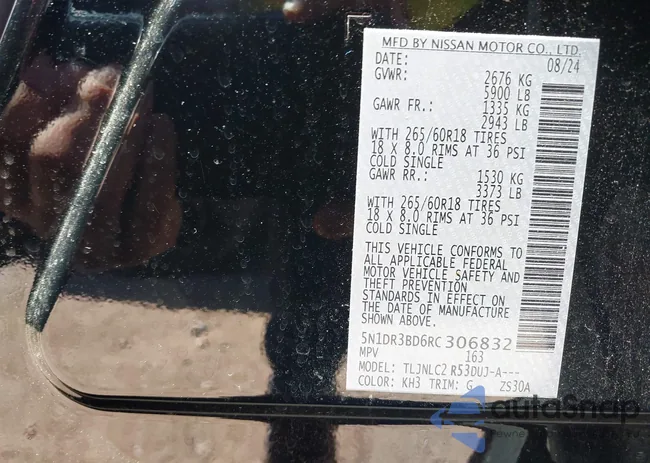 MFD BY NISSAN MOTOR CO., LTD.
DATE: 08/24
GVWR: 2676 KG
5900 LB
GAWR FR.: 1335 KG
2943 LB
WITH 265/60R18 TIRES
18 X 8.0 RIMS AT 36 PSI
COLD SINGLE
GAWR RR.: 1530 KG
3373 LB
WITH 265/60R18 TIRES
18 X 8.0 RIMS AT 36 PSI
COLD SINGLE
THIS VEHICLE CONFORMS TO
ALL APPLICABLE FEDERAL
MOTOR VEHICLE SAFETY AND
THEFT PREVENTION
STANDARDS IN EFFECT ON
THE DATE OF MANUFACTURE
SHOWN ABOVE.
5N1DR3BD6RC306832
MPV 163
MODEL: TLJNLC2 R53DUJ-A---
COLOR: KH3 TRIM: G ZS30A
autoSnap